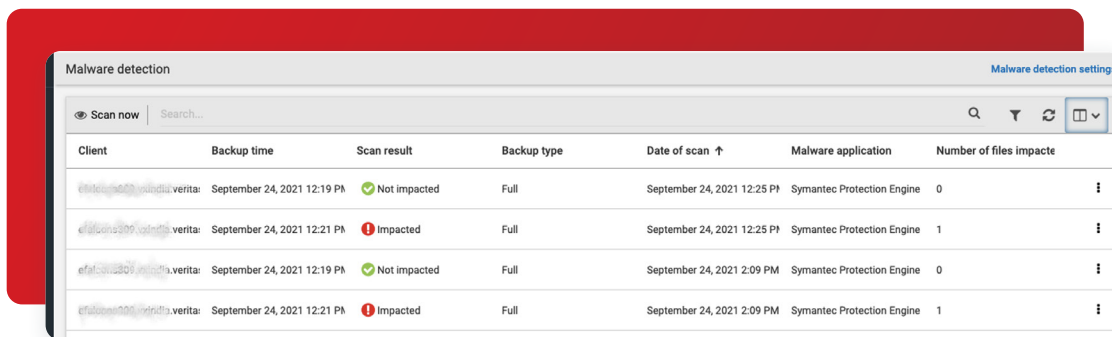 Malware detection
Malware detection setting
Scan now Search...
Client Backup time Scan result Backup type Date of scan Malware application Number of files impacte
.verita September 24, 2021 12:19 PM Not impacted Full September 24, 2021 12:25 PM Symantec Protection Engine 0
.verita September 24, 2021 12:21 PM Impacted Full September 24, 2021 12:25 PM Symantec Protection Engine 1
.verita September 24, 2021 12:19 PM Not impacted Full September 24, 2021 2:09 PM Symantec Protection Engine 0
.verita September 24, 2021 12:21 PM Impacted Full September 24, 2021 2:09 PM Symantec Protection Engine 1